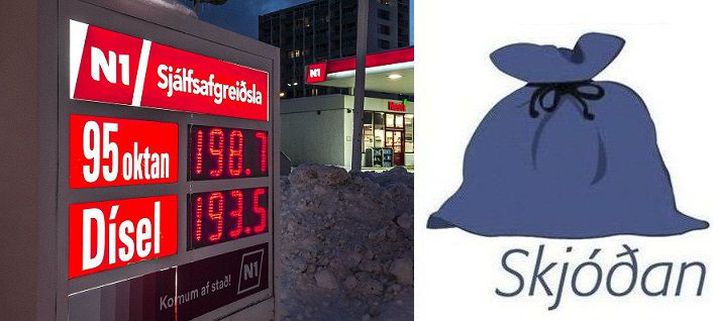 N1 Sjálfsafgreiðsla
95 oktan 198.7
Dísel 193.5
Komum af stað! N1
N1
Skjóðan